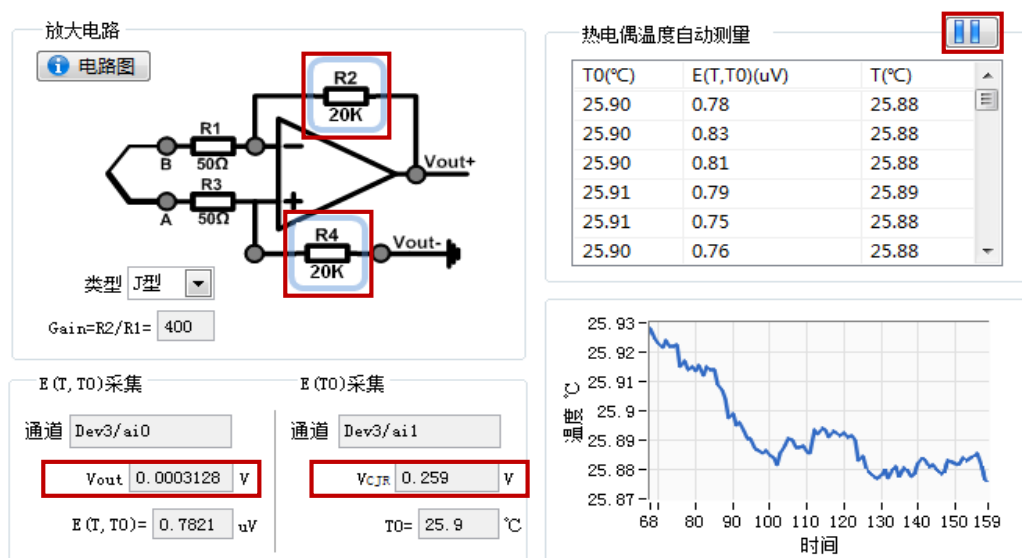 放大电路
电路图
R2
20K
R1
50Ω
B
R3
50Ω
A
Vout+
R4
20K
Vout-
类型 J型
Gain=R2/R1= 400
E(T,T0)采集
通道 Dev3/ai0
Vout 0.0003128 V
E(T,T0)= 0.7821 uV
E(T0)采集
通道 Dev3/ai1
VCJR 0.259 V
T0= 25.9 ℃
热电偶温度自动测量
T0(℃) E(T,T0)(uV) T(℃)
25.90 0.78 25.88
25.90 0.83 25.88
25.90 0.81 25.88
25.91 0.79 25.89
25.91 0.75 25.88
25.90 0.76 25.88
温度 ℃
25.93
25.92
25.91
25.9
25.89
25.88
25.87
68 80 90 100 110 120 130 140 150 159
时间